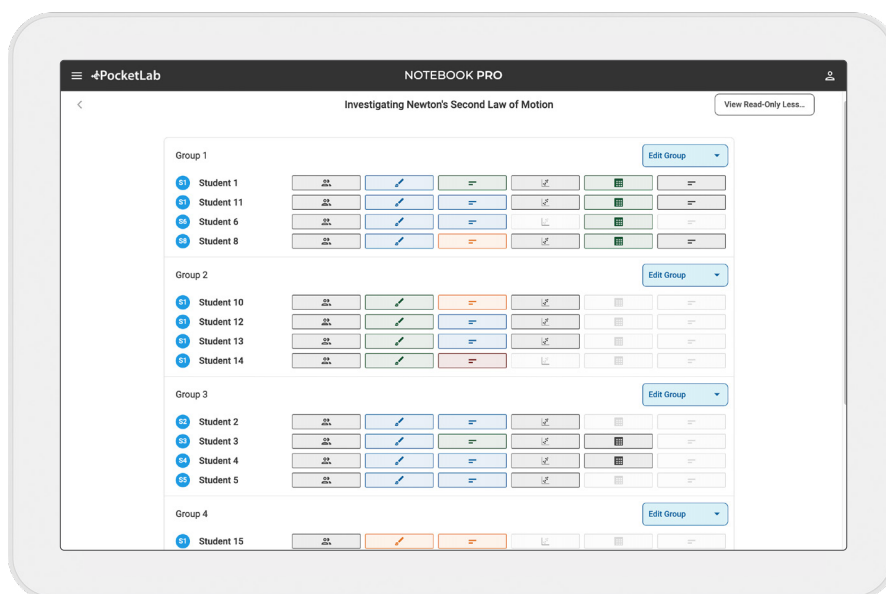 PocketLab
NOTEBOOK PRO
Investigating Newton's Second Law of Motion
View Read-Only Less...
Group 1
Edit Group
S1 Student 1
S1 Student 11
S6 Student 6
S8 Student 8
Group 2
Edit Group
S1 Student 10
S1 Student 12
S1 Student 13
S1 Student 14
Group 3
Edit Group
S2 Student 2
S3 Student 3
S4 Student 4
S5 Student 5
Group 4
Edit Group
S1 Student 15